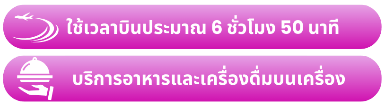 ใช้เวลาบินประมาณ 6 ชั่วโมง 50 นาที
บริการอาหารและเครื่องดื่มบนเครื่อง